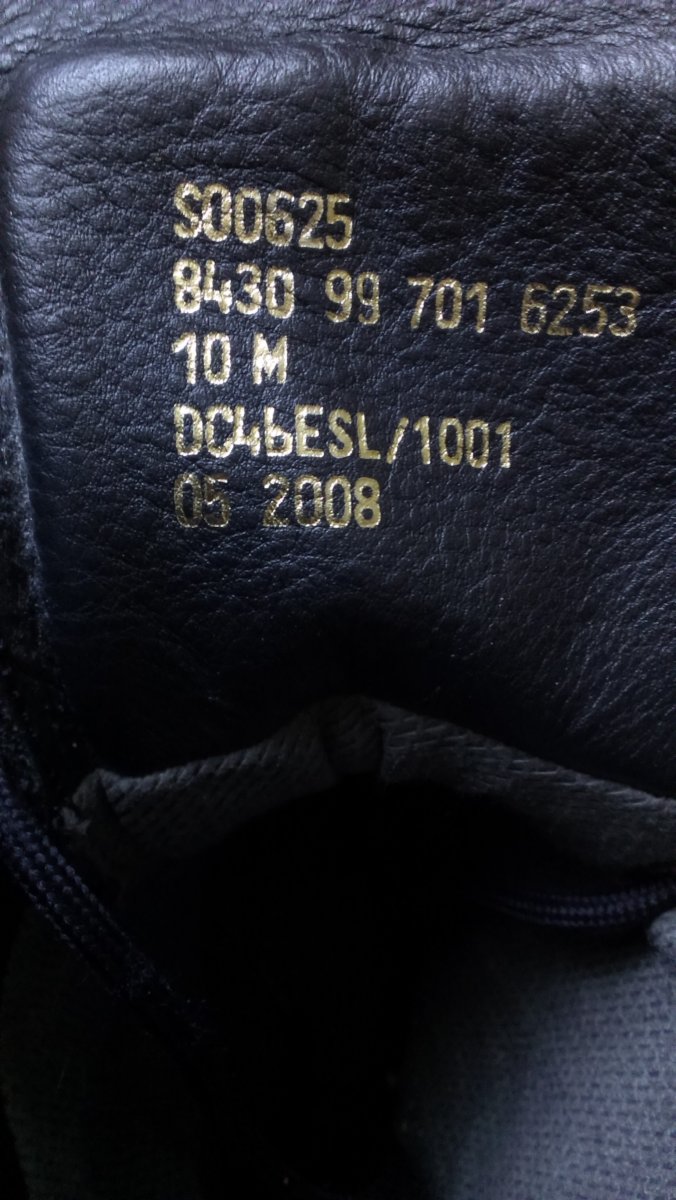 S00625
8430 99 701 6253
10 M
DC4bESL/1001
05 2008